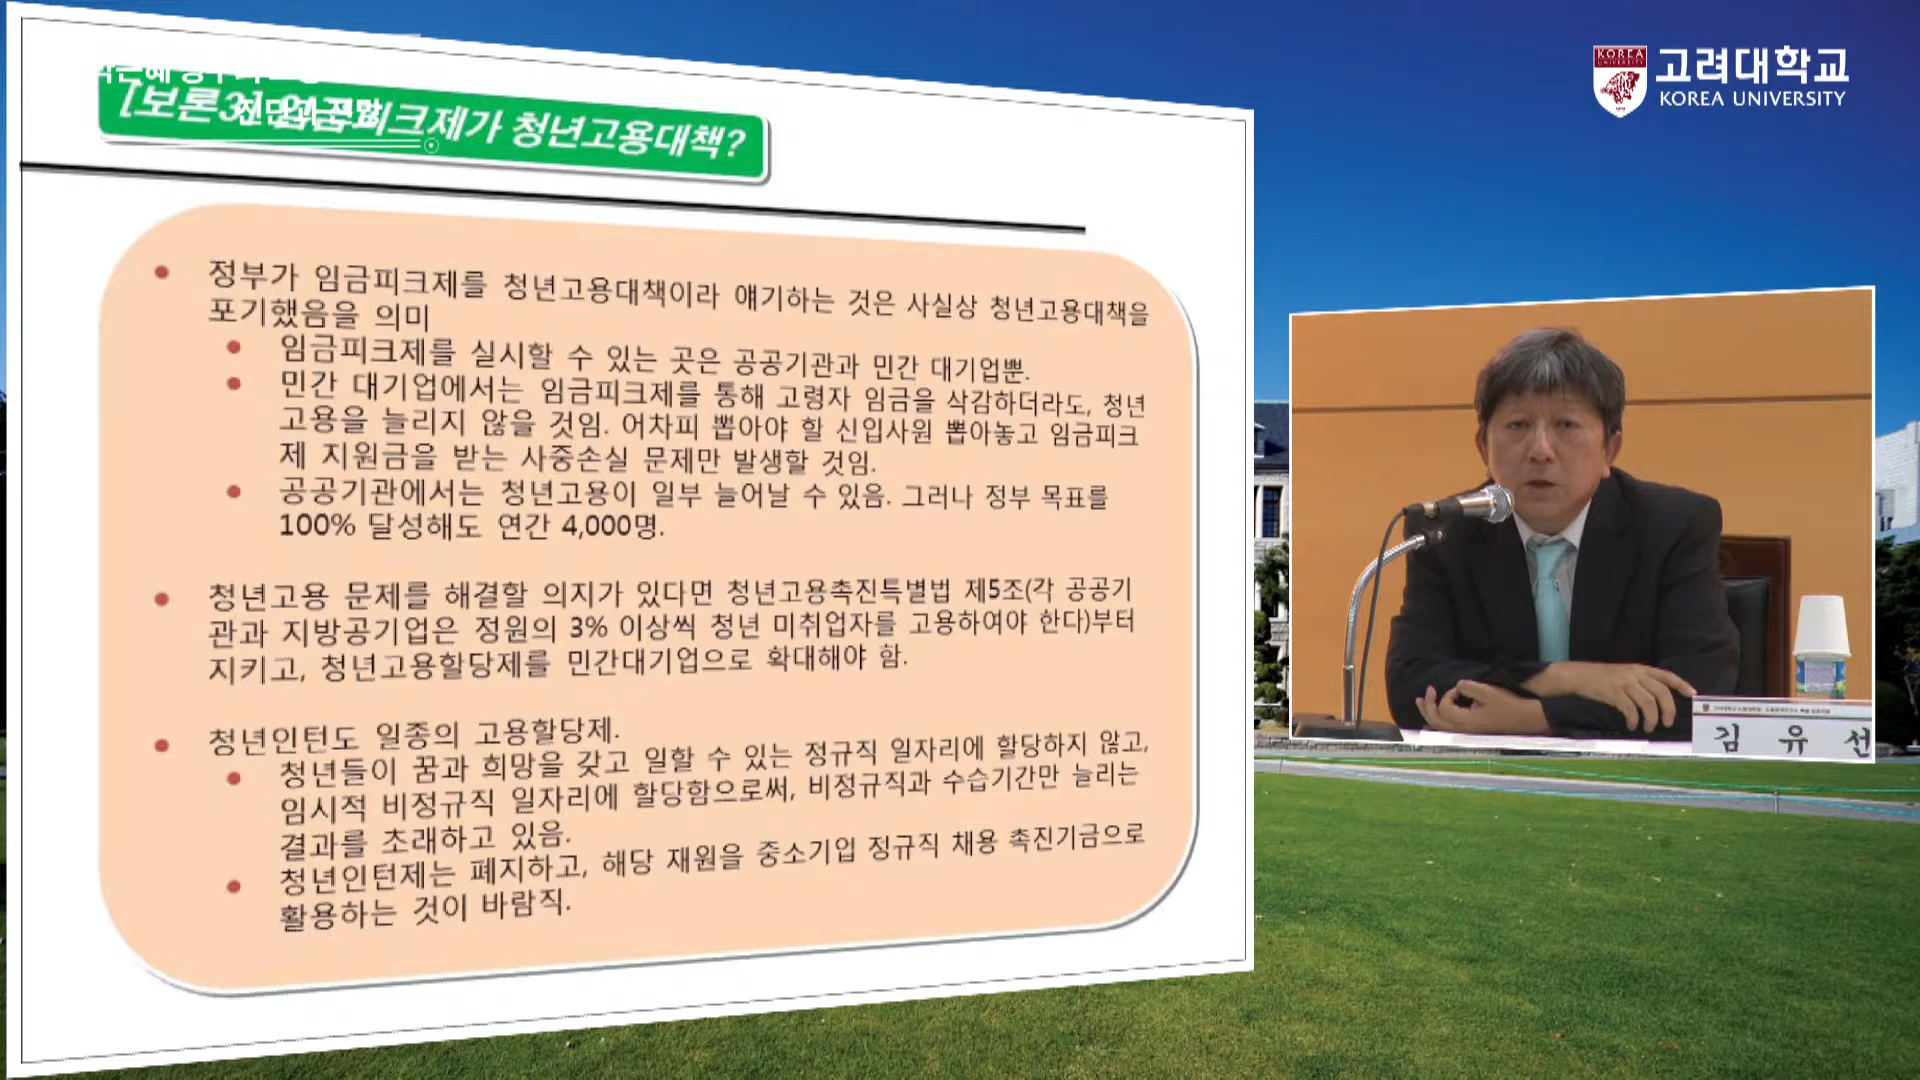 [보론3] 임금피크제가 청년고용대책?
진단과 전망
정부가 임금피크제를 청년고용대책이라 얘기하는 것은 사실상 청년고용대책을
포기했음을 의미
임금피크제를 실시할 수 있는 곳은 공공기관과 민간 대기업뿐.
민간 대기업에서는 임금피크제를 통해 고령자 임금을 삭감하더라도, 청년
고용을 늘리지 않을 것임. 어차피 뽑아야 할 신입사원 뽑아놓고 임금피크
제 지원금을 받는 사중손실 문제만 발생할 것임.
공공기관에서는 청년고용이 일부 늘어날 수 있음. 그러나 정부 목표를
100% 달성해도 연간 4,000명.
청년고용 문제를 해결할 의지가 있다면 청년고용촉진특별법 제5조(각 공공기
관과 지방공기업은 정원의 3% 이상씩 청년 미취업자를 고용하여야 한다)부터
지키고, 청년고용할당제를 민간대기업으로 확대해야 함.
청년인턴도 일종의 고용할당제.
청년들이 꿈과 희망을 갖고 일할 수 있는 정규직 일자리에 할당하지 않고,
임시적 비정규직 일자리에 할당함으로써, 비정규직과 수습기간만 늘리는
결과를 초래하고 있음.
청년인턴제는 폐지하고, 해당 재원을 중소기업 정규직 채용 촉진기금으로
활용하는 것이 바람직.
KOREA
UNIVERSITY
고려대학교
KOREA UNIVERSITY
김 유 선